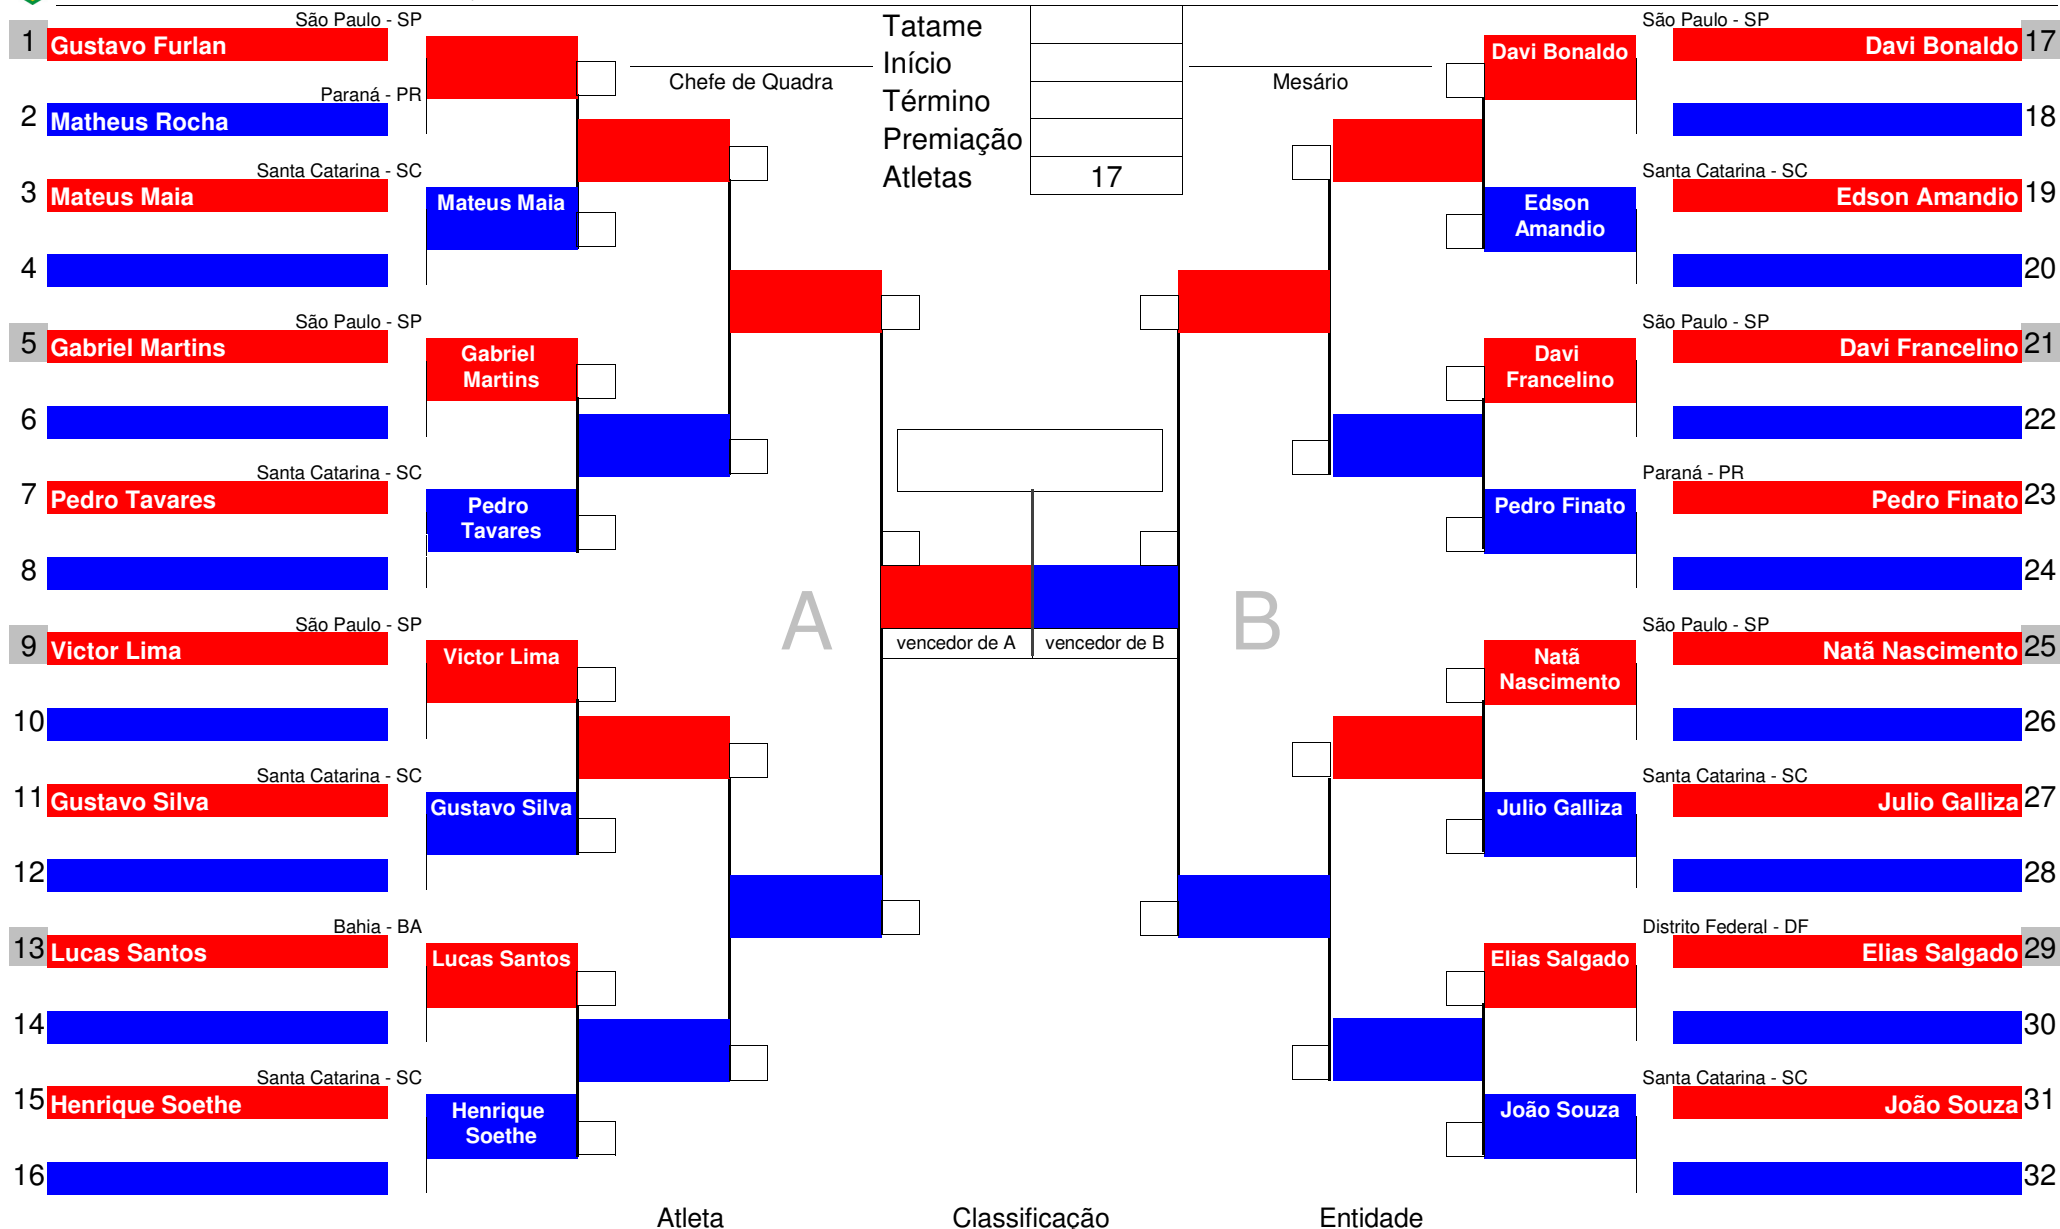 São Paulo - SP
1 Gustavo Furlan
Paraná - PR
2 Matheus Rocha
Santa Catarina - SC
3 Mateus Maia
Mateus Maia
4
São Paulo - SP
5 Gabriel Martins
Gabriel
Martins
6
Santa Catarina - SC
7 Pedro Tavares
Pedro
Tavares
8
São Paulo - SP
9 Victor Lima
Victor Lima
10
Santa Catarina - SC
11 Gustavo Silva
Gustavo Silva
12
Bahia - BA
13 Lucas Santos
Lucas Santos
14
Santa Catarina - SC
15 Henrique Soethe
Henrique
Soethe
16
Chefe de Quadra
Tatame
Início
Término
Premiação
Atletas 17
Mesário
A
B
vencedor de A
vencedor de B
São Paulo - SP
Davi Bonaldo
Davi Bonaldo 17
18
Santa Catarina - SC
Edson Amandio 19
Edson
Amandio
20
São Paulo - SP
Davi Francelino 21
Davi
Francelino
22
Paraná - PR
Pedro Finato 23
Pedro Finato
24
São Paulo - SP
Natã Nascimento 25
Natã
Nascimento
26
Santa Catarina - SC
Julio Galliza 27
Julio Galliza
28
Distrito Federal - DF
Elias Salgado 29
Elias Salgado
30
Santa Catarina - SC
João Souza 31
João Souza
32
Atleta
Classificação
Entidade